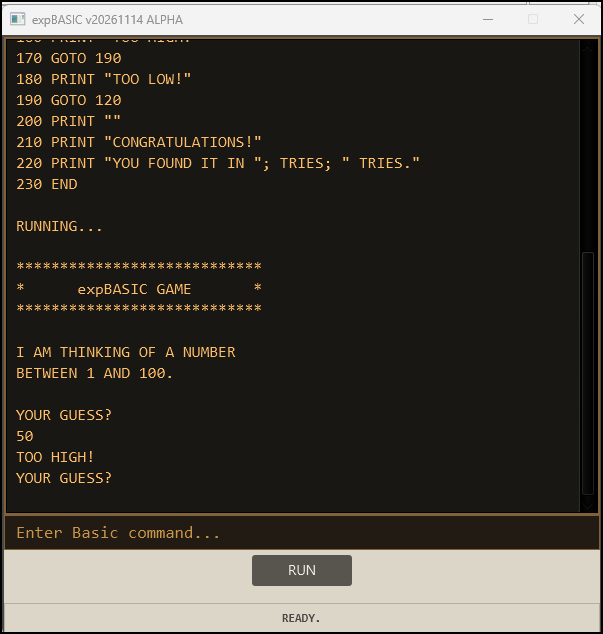 expBASIC v20261114 ALPHA
170 GOTO 190
180 PRINT "TOO LOW!"
190 GOTO 120
200 PRINT ""
210 PRINT "CONGRATULATIONS!"
220 PRINT "YOU FOUND IT IN "; TRIES; " TRIES."
230 END
RUNNING...
****************************
*      expBASIC GAME       *
****************************
I AM THINKING OF A NUMBER
BETWEEN 1 AND 100.
YOUR GUESS?
50
TOO HIGH!
YOUR GUESS?
Enter Basic command...
RUN
READY.